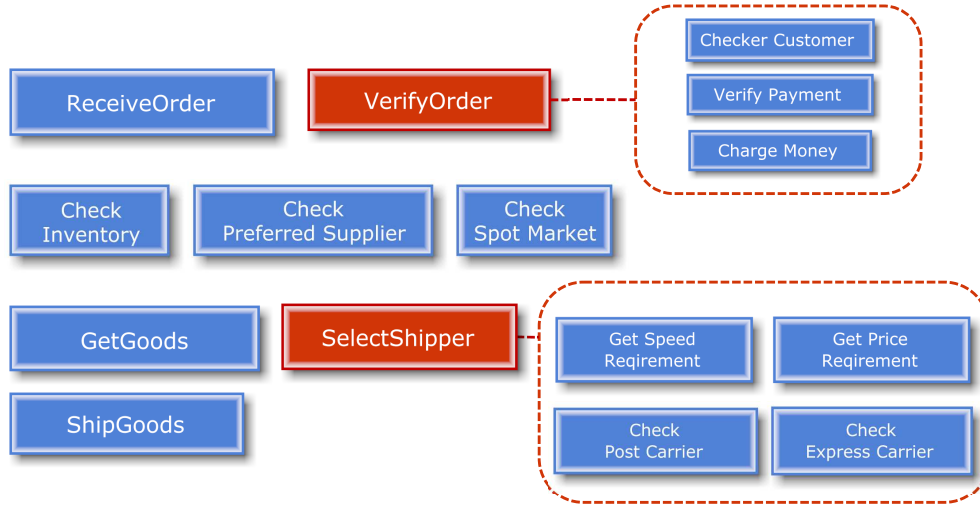 Checker Customer
ReceiveOrder
VerifyOrder
Verify Payment
Charge Money
Check
Inventory
Check
Preferred Supplier
Check
Spot Market
GetGoods
SelectShipper
Get Speed
Reqirement
Get Price
Reqirement
ShipGoods
Check
Post Carrier
Check
Express Carrier